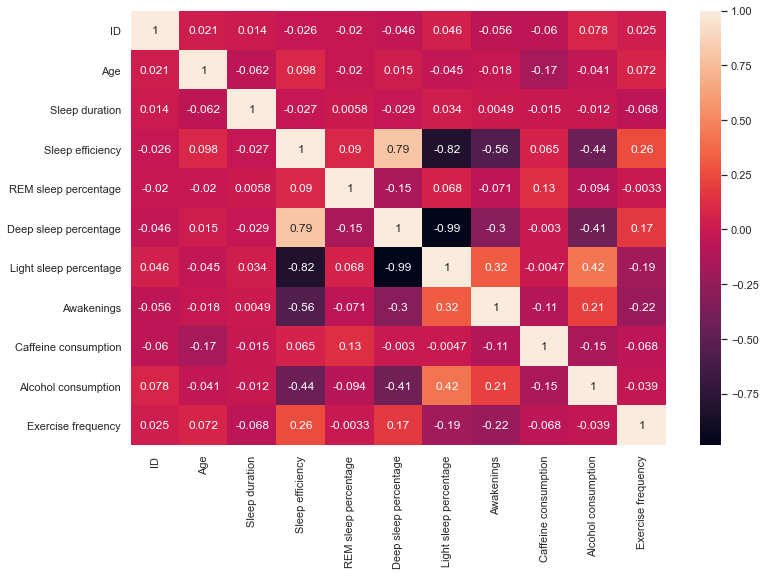 ID 1 0.021 0.014 -0.026 -0.02 -0.046 0.046 -0.056 -0.06 0.078 0.025
Age 0.021 1 -0.062 0.098 -0.02 0.015 -0.045 -0.018 -0.17 -0.041 0.072
Sleep duration 0.014 -0.062 1 -0.027 0.0058 -0.029 0.034 0.0049 -0.015 -0.012 -0.068
Sleep efficiency -0.026 0.098 -0.027 1 0.09 0.79 -0.82 -0.56 0.065 -0.44 0.26
REM sleep percentage -0.02 -0.02 0.0058 0.09 1 -0.15 0.068 -0.071 0.13 -0.094 -0.0033
Deep sleep percentage -0.046 0.015 -0.029 0.79 -0.15 1 -0.99 -0.3 -0.003 -0.41 0.17
Light sleep percentage 0.046 -0.045 0.034 -0.82 0.068 -0.99 1 0.32 -0.0047 0.42 -0.19
Awakenings -0.056 -0.018 0.0049 -0.56 -0.071 -0.3 0.32 1 -0.11 0.21 -0.22
Caffeine consumption -0.06 -0.17 -0.015 0.065 0.13 -0.003 -0.0047 -0.11 1 -0.15 -0.068
Alcohol consumption 0.078 -0.041 -0.012 -0.44 -0.094 -0.41 0.42 0.21 -0.15 1 -0.039
Exercise frequency 0.025 0.072 -0.068 0.26 -0.0033 0.17 -0.19 -0.22 -0.068 -0.039 1
ID
Age
Sleep duration
Sleep efficiency
REM sleep percentage
Deep sleep percentage
Light sleep percentage
Awakenings
Caffeine consumption
Alcohol consumption
Exercise frequency
1.00
0.75
0.50
0.25
0.00
−0.25
−0.50
−0.75